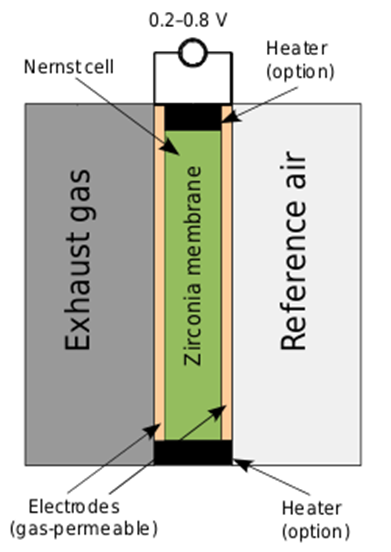 0.2–0.8 V
Heater
(option)
Nernst cell
Exhaust gas
Zirconia membrane
Reference air
Electrodes
(gas-permeable)
Heater
(option)